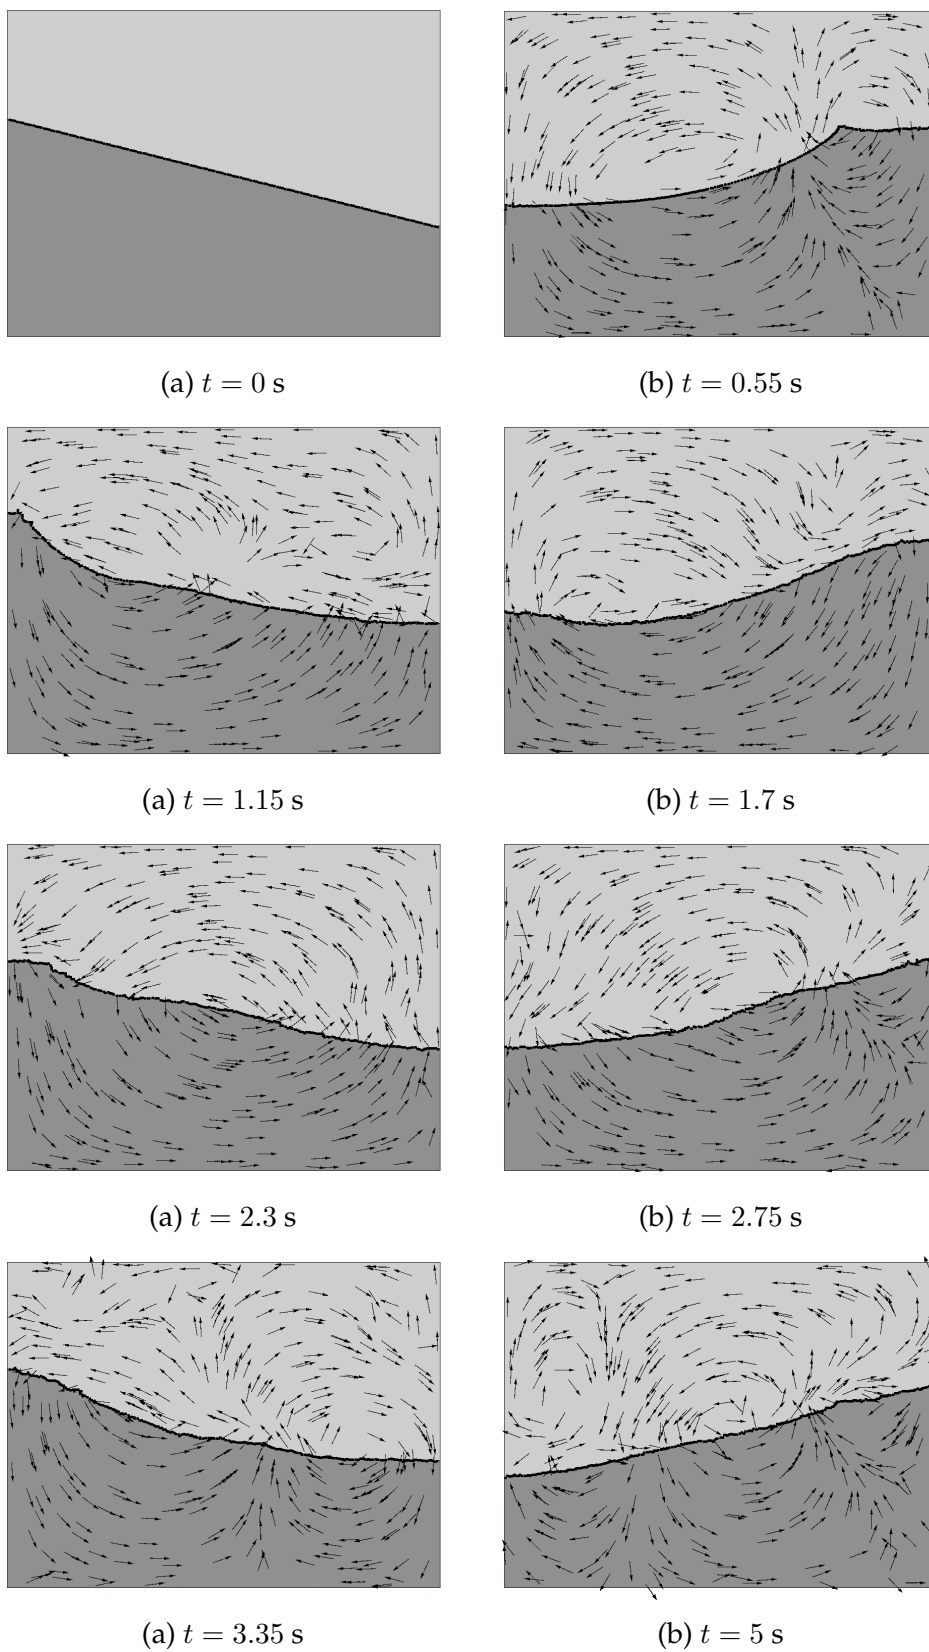 (a) t = 0 s
(b) t = 0.55 s
(a) t = 1.15 s
(b) t = 1.7 s
(a) t = 2.3 s
(b) t = 2.75 s
(a) t = 3.35 s
(b) t = 5 s